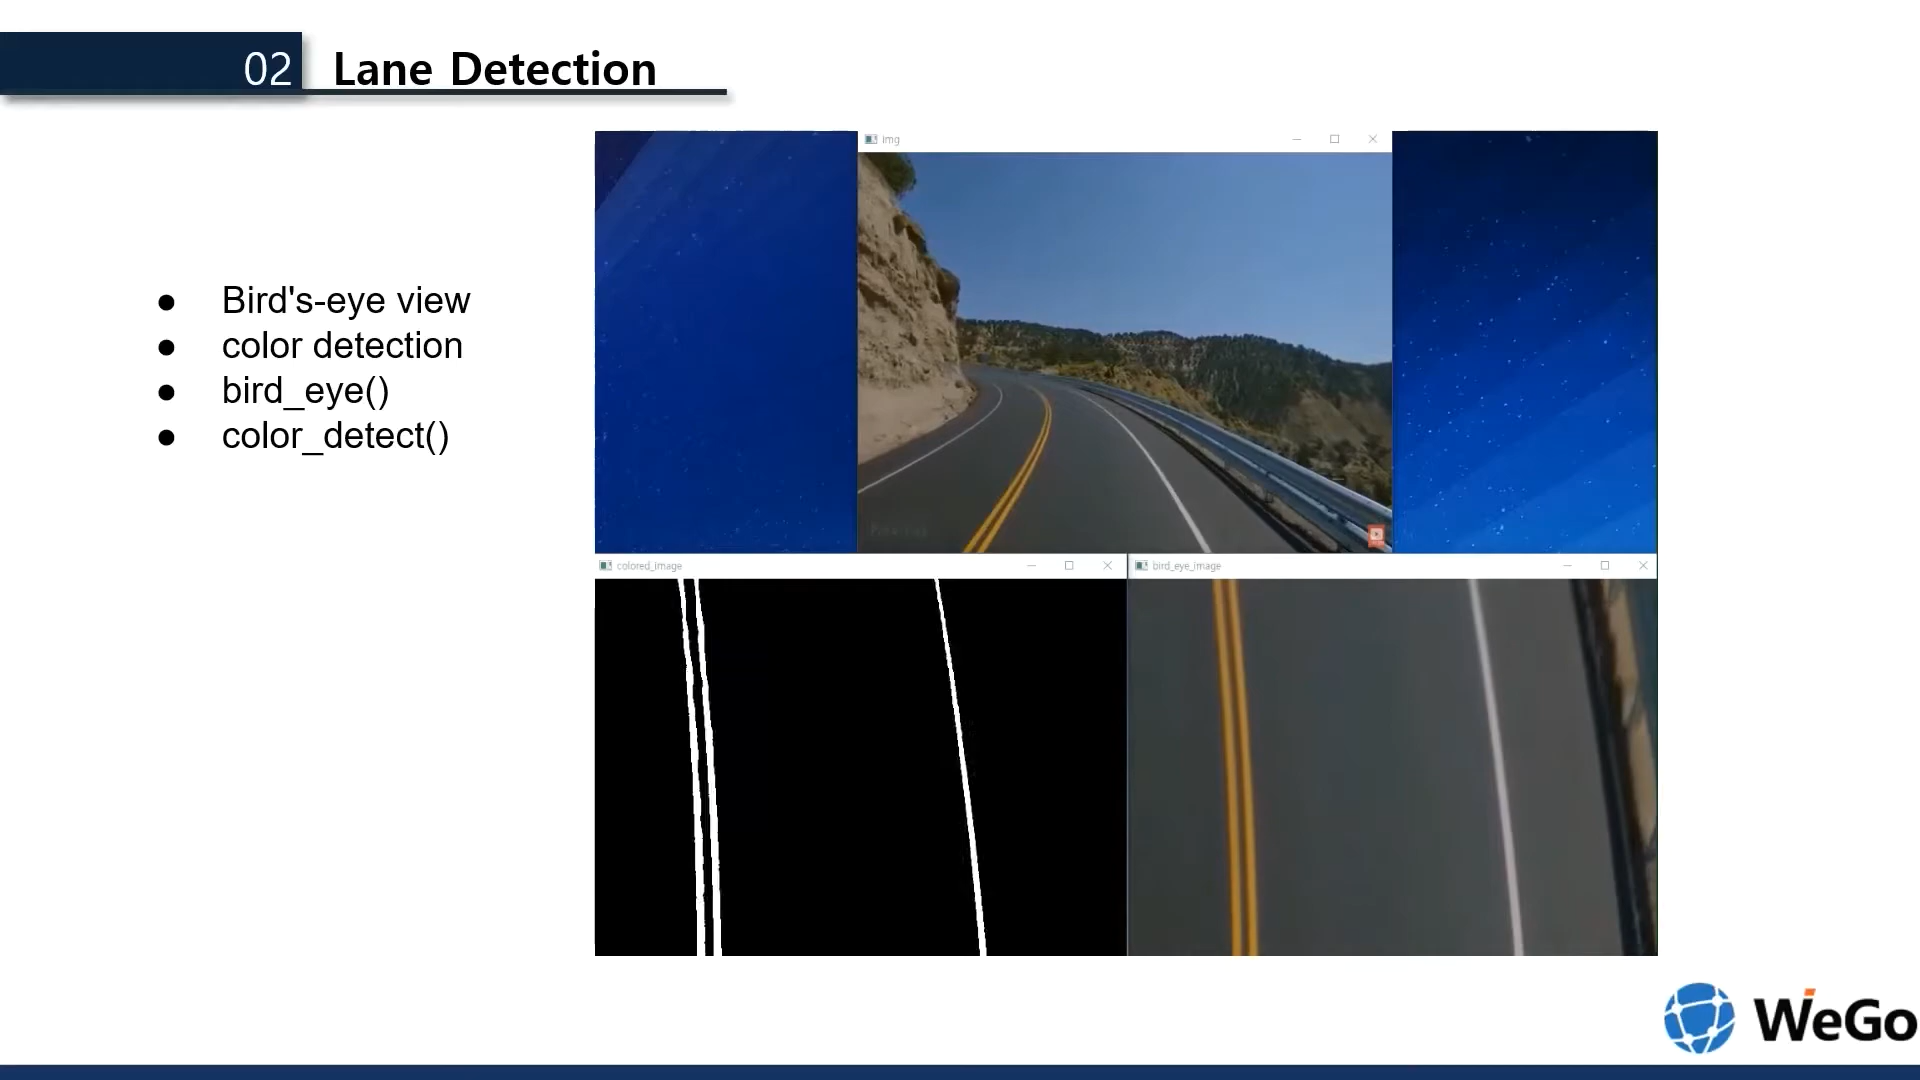 02 Lane Detection
● Bird's-eye view
● color detection
● bird_eye()
● color_detect()
img
colored_image
bird_eye_image
WeGo